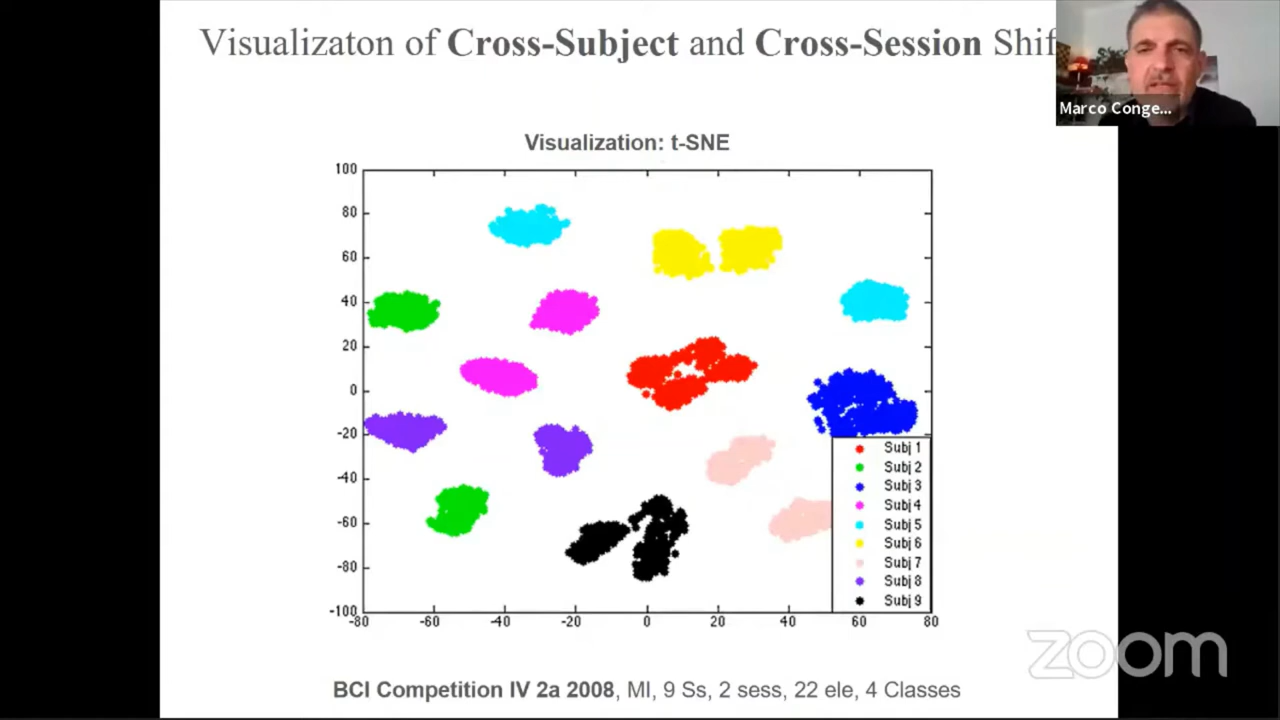 Visualizaton of Cross-Subject and Cross-Session Shif
Marco Conge...
Visualization: t-SNE
100
80
60
40
20
0
-20
-40
-60
-80
-100
-80 -60 -40 -20 0 20 40 60 80
Subj 1
Subj 2
Subj 3
Subj 4
Subj 5
Subj 6
Subj 7
Subj 8
Subj 9
zoom
BCI Competition IV 2a 2008, MI, 9 Ss, 2 sess, 22 ele, 4 Classes